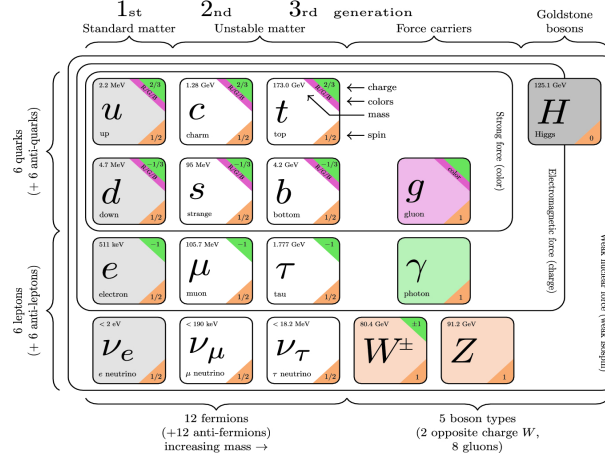 1st 2nd 3rd generation
Goldstone
bosons
Standard matter Unstable matter Force carriers
2.2 MeV 2/3
R/G/B
u
up 1/2
1.28 GeV 2/3
R/G/B
c
charm 1/2
173.0 GeV 2/3
R/G/B
t
top 1/2
charge
colors
mass
spin
125.1 GeV
H
Higgs 0
6 quarks
(+ 6 anti-quarks)
4.7 MeV −1/3
R/G/B
d
down 1/2
95 MeV −1/3
R/G/B
s
strange 1/2
4.2 GeV −1/3
R/G/B
b
bottom 1/2
color
g
gluon 1
Strong force (color)
Electromagnetic force (charge)
6 leptons
(+ 6 anti-leptons)
511 keV −1
e
electron 1/2
105.7 MeV −1
μ
muon 1/2
1.777 GeV −1
τ
tau 1/2
γ
photon 1
< 2 eV
νe
e neutrino 1/2
< 190 keV
νμ
μ neutrino 1/2
< 18.2 MeV
ντ
τ neutrino 1/2
80.4 GeV ±1
W±
1
91.2 GeV
Z
1
12 fermions
(+12 anti-fermions)
increasing mass →
5 boson types
(2 opposite charge W,
8 gluons)